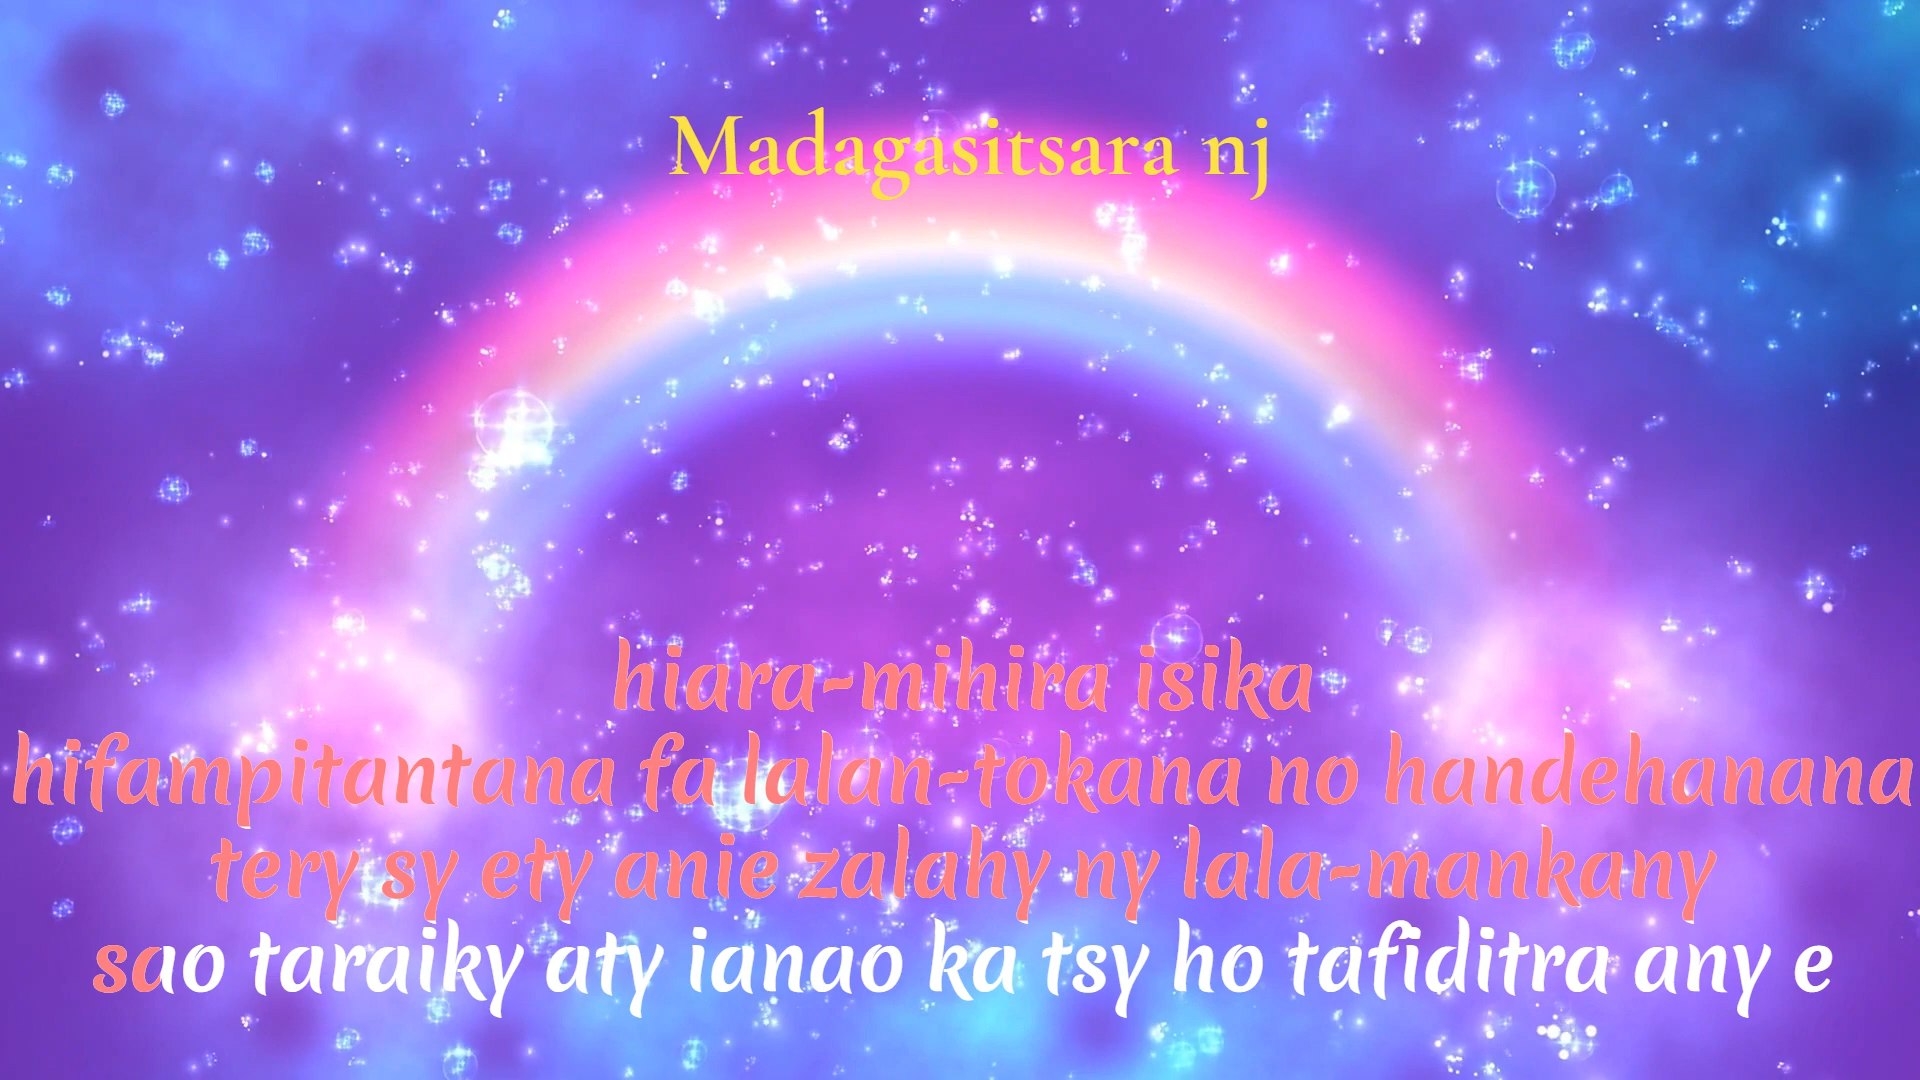 Madagasitsara nj
hiara-mihira isika
hifampitantana fa lalan-tokana no handehanana
tery sy ety anie zalahy ny lala-mankany
sao taraiky aty ianao ka tsy ho tafiditra any e